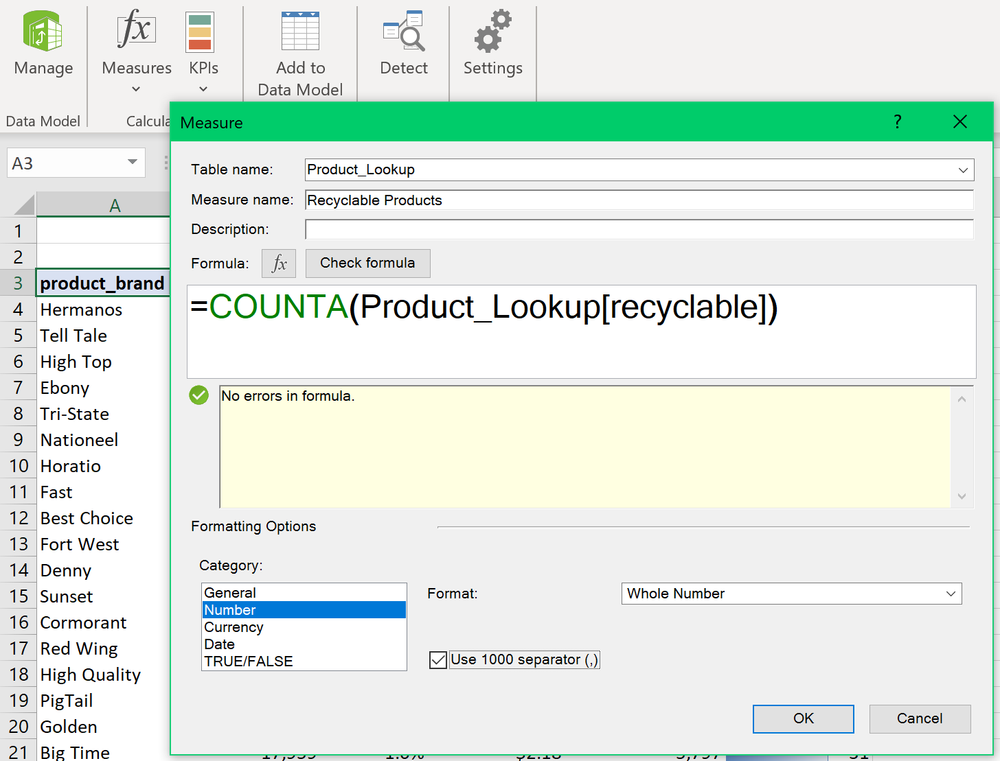 Manage
Measures
KPIs
Add to
Data Model
Detect
Settings
Data Model
Calcula
Measure
?
A3
Table name:
Product_Lookup
Measure name:
Recyclable Products
Description:
Formula:
fx
Check formula
=COUNTA(Product_Lookup[recyclable])
No errors in formula.
Formatting Options
Category:
General
Number
Currency
Date
TRUE/FALSE
Format:
Whole Number
Use 1000 separator (,)
OK
Cancel
A
1
2
3 product_brand
4 Hermanos
5 Tell Tale
6 High Top
7 Ebony
8 Tri-State
9 Nationeel
10 Horatio
11 Fast
12 Best Choice
13 Fort West
14 Denny
15 Sunset
16 Cormorant
17 Red Wing
18 High Quality
19 PigTail
20 Golden
21 Big Time